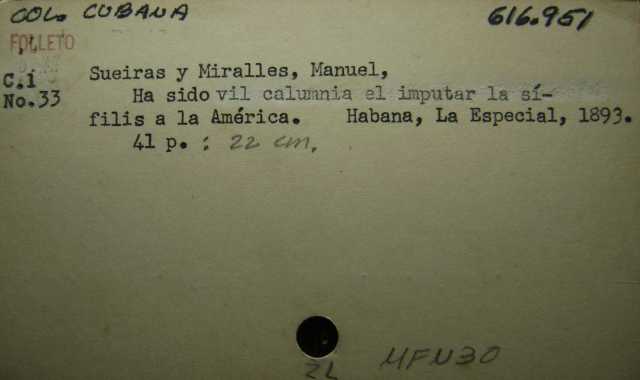 COL. CUBANA 616.951
FOLLETO
C.1
No.33
Sueiras y Miralles, Manuel,
Ha sido vil calumnia el imputar la sí-
filis a la América. Habana, La Especial, 1893.
41 p. : 22 cm.
ZL MFN30